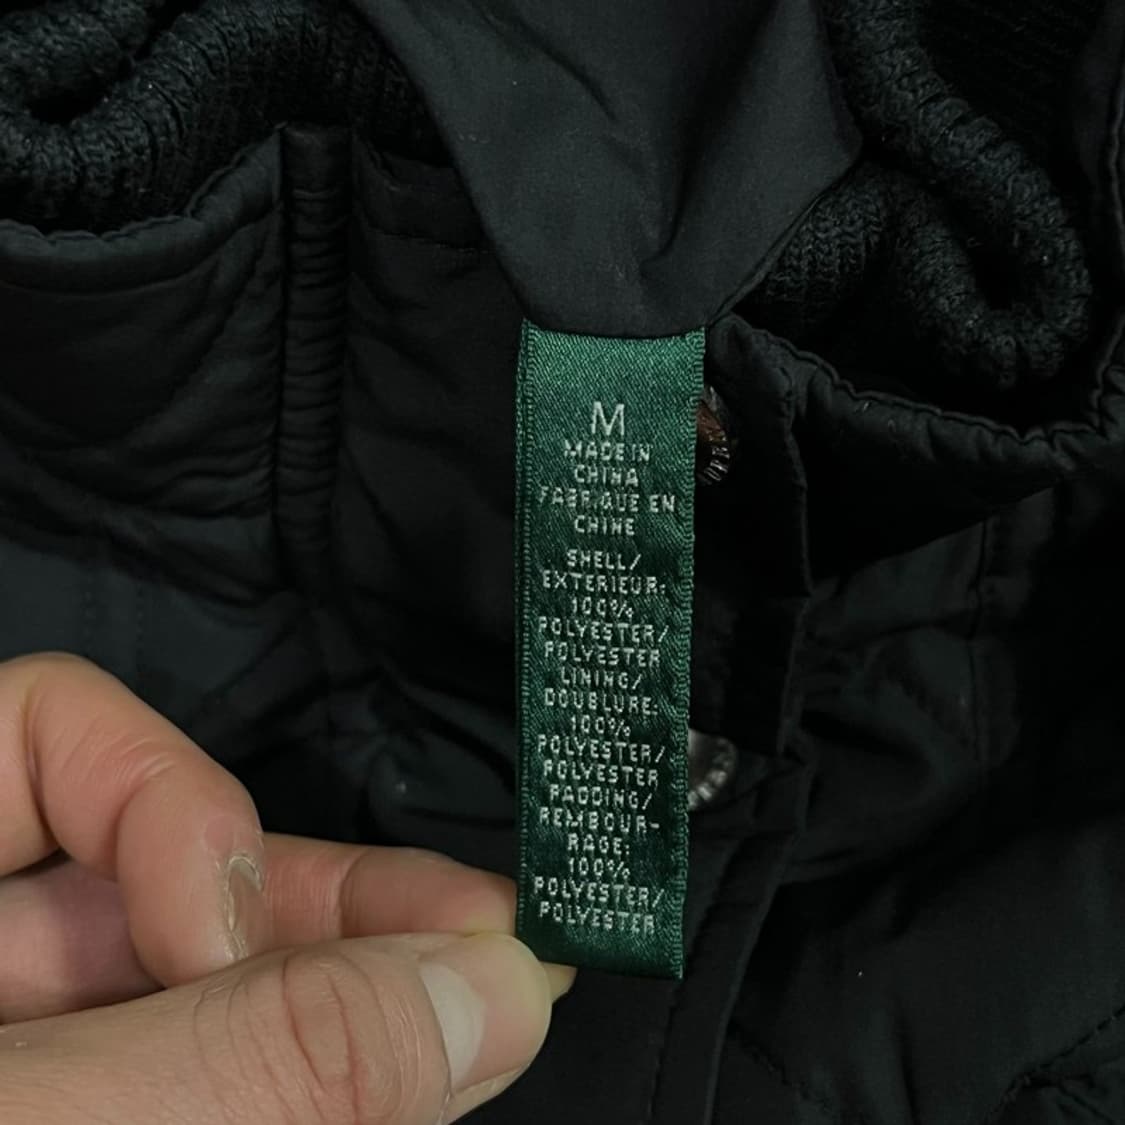 M
MADE IN
CHINA
FABRIQUE EN
CHINE
SHELL/
EXTERIEUR:
100%
POLYESTER/
POLYESTER
LINING/
DOUBLURE:
100%
POLYESTER/
POLYESTER
PADDING/
REMBOUR-
RAGE:
100%
POLYESTER/
POLYESTER